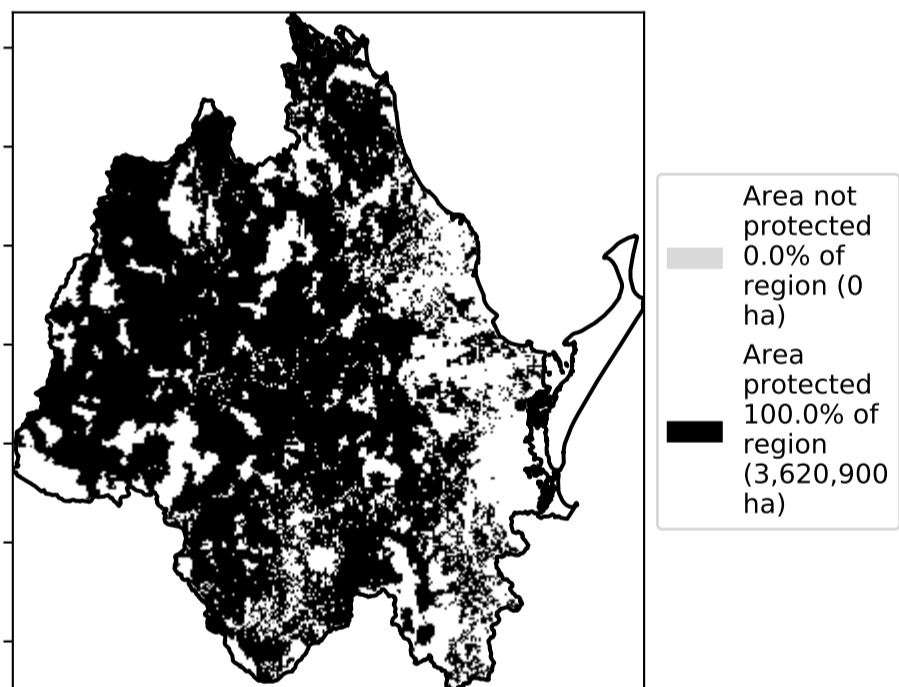 Area not
protected
0.0% of
region (0
ha)
Area
protected
100.0% of
region
(3,620,900
ha)